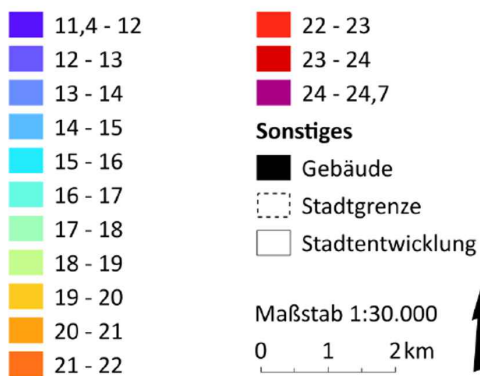 11,4 - 12
12 - 13
13 - 14
14 - 15
15 - 16
16 - 17
17 - 18
18 - 19
19 - 20
20 - 21
21 - 22
22 - 23
23 - 24
24 - 24,7
Sonstiges
Gebäude
Stadtgrenze
Stadtentwicklung
Maßstab 1:30.000
0 1 2 km